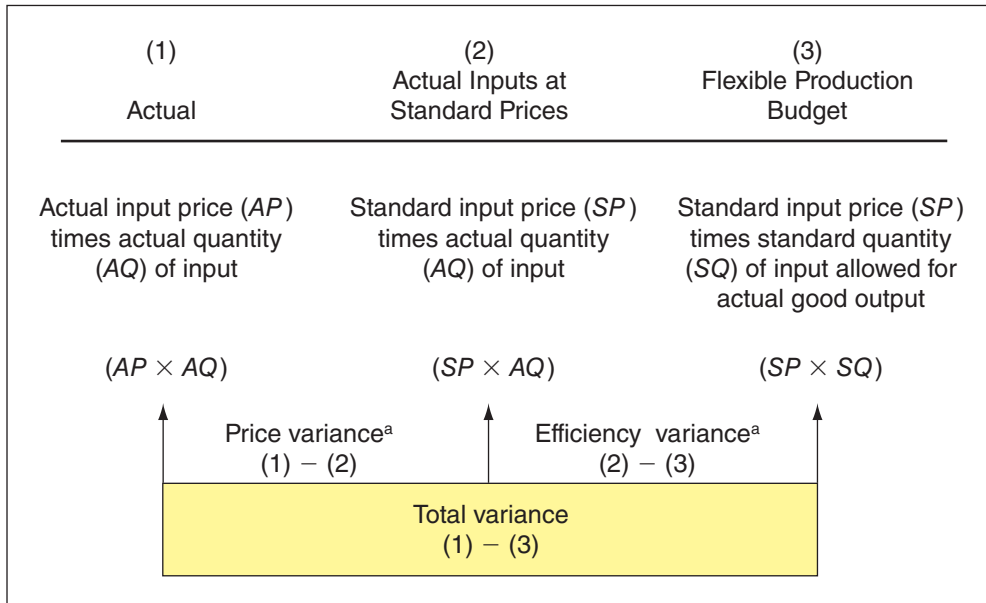 (1)
(2)
(3)
Actual
Actual Inputs at
Standard Prices
Flexible Production
Budget
Actual input price (AP)
times actual quantity
(AQ) of input
Standard input price (SP)
times actual quantity
(AQ) of input
Standard input price (SP)
times standard quantity
(SQ) of input allowed for
actual good output
(AP × AQ)
(SP × AQ)
(SP × SQ)
Price varianceᵃ
(1) − (2)
Efficiency varianceᵃ
(2) − (3)
Total variance
(1) − (3)